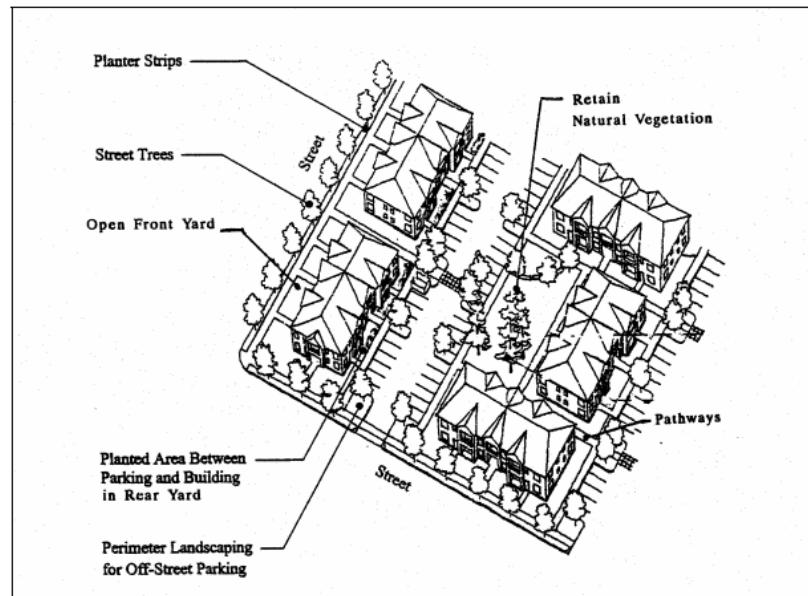 Planter Strips
Street Trees
Street
Open Front Yard
Retain
Natural Vegetation
Pathways
Planted Area Between
Parking and Building
in Rear Yard
Street
Perimeter Landscaping
for Off-Street Parking